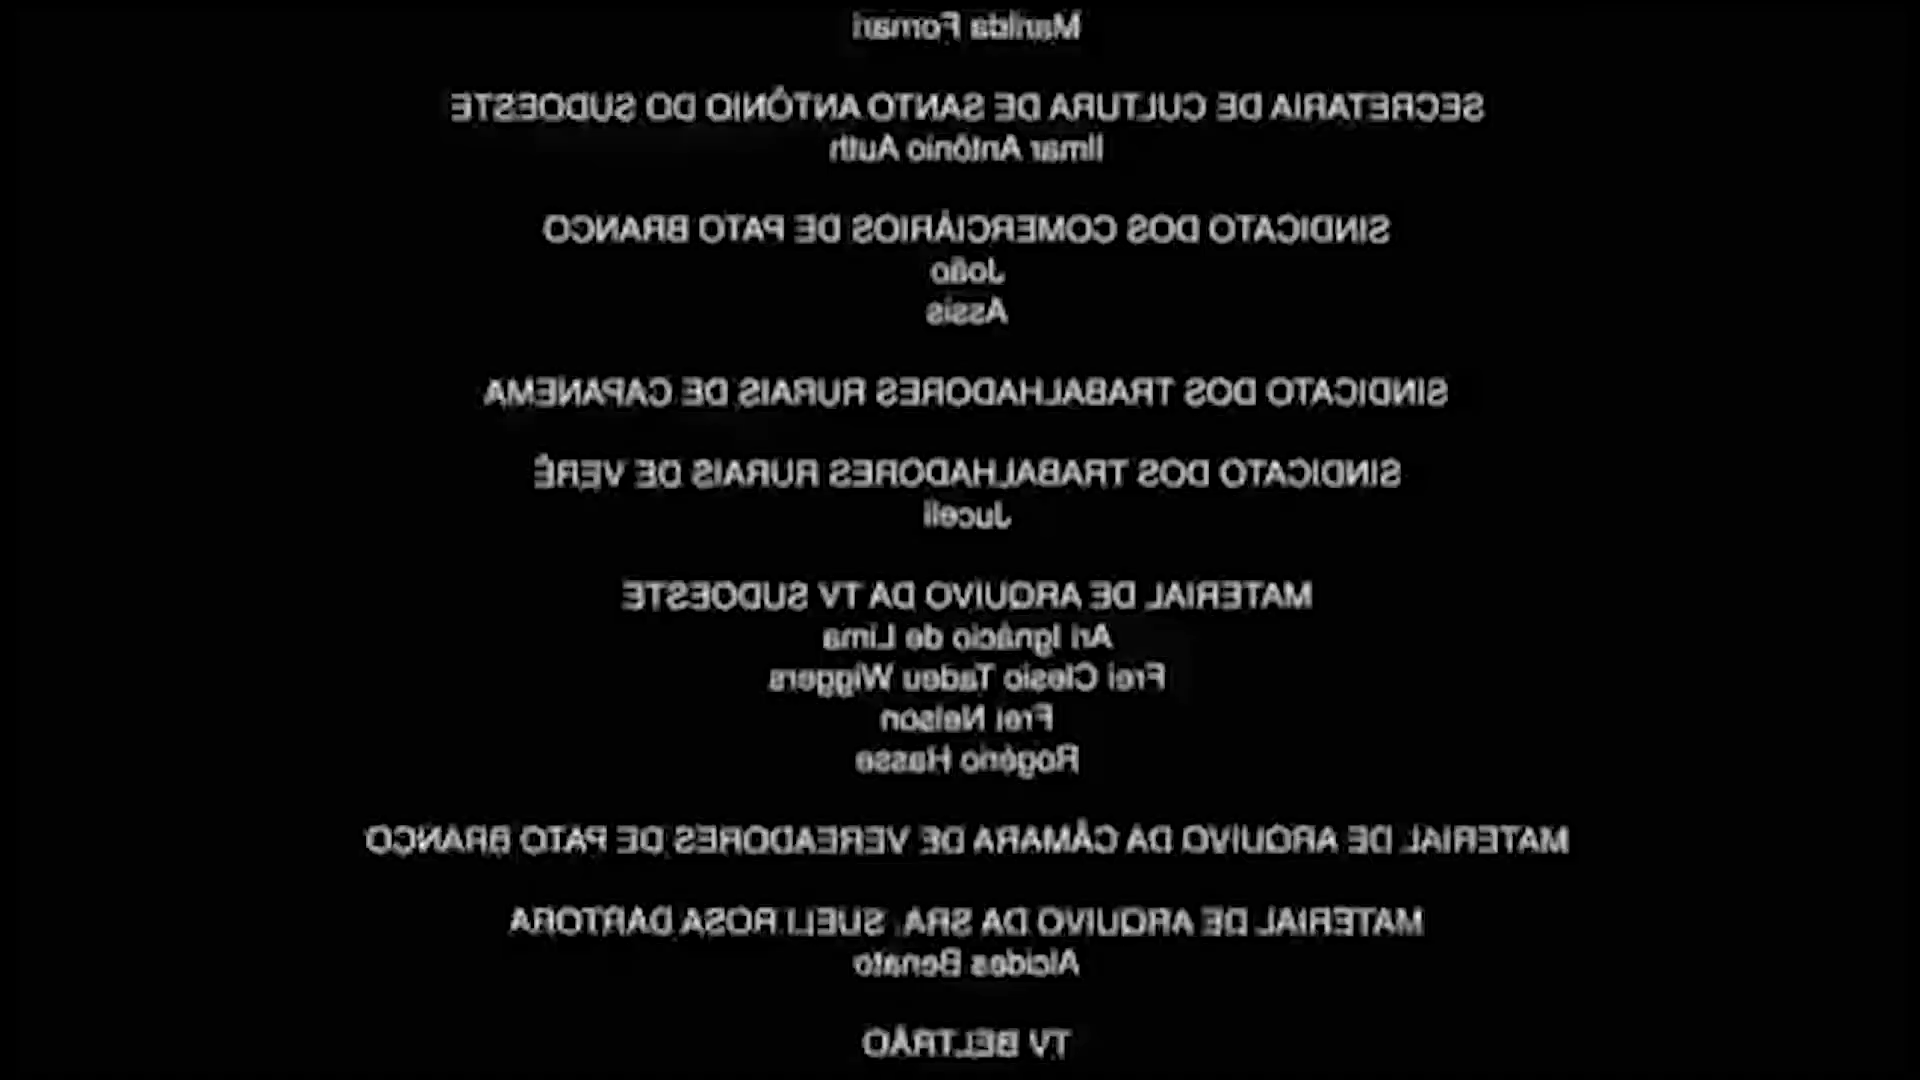 Marilda Fornari
SECRETARIA DE CULTURA DE SANTO ANTÔNIO DO SUDOESTE
Ilmar Antônio Auth
SINDICATO DOS COMERCIÁRIOS DE PATO BRANCO
João
Assis
SINDICATO DOS TRABALHADORES RURAIS DE CAPANEMA
SINDICATO DOS TRABALHADORES RURAIS DE VERÊ
Juceli
MATERIAL DE ARQUIVO DA TV SUDOESTE
Ari Ignácio de Lima
Frei Clesio Tadeu Wiggers
Frei Nelson
Rogério Hasse
MATERIAL DE ARQUIVO DA CÂMARA DE VEREADORES DE PATO BRANCO
MATERIAL DE ARQUIVO DA SRA. SUELI ROSA DARTORA
Alcides Benato
TV BELTRÃO